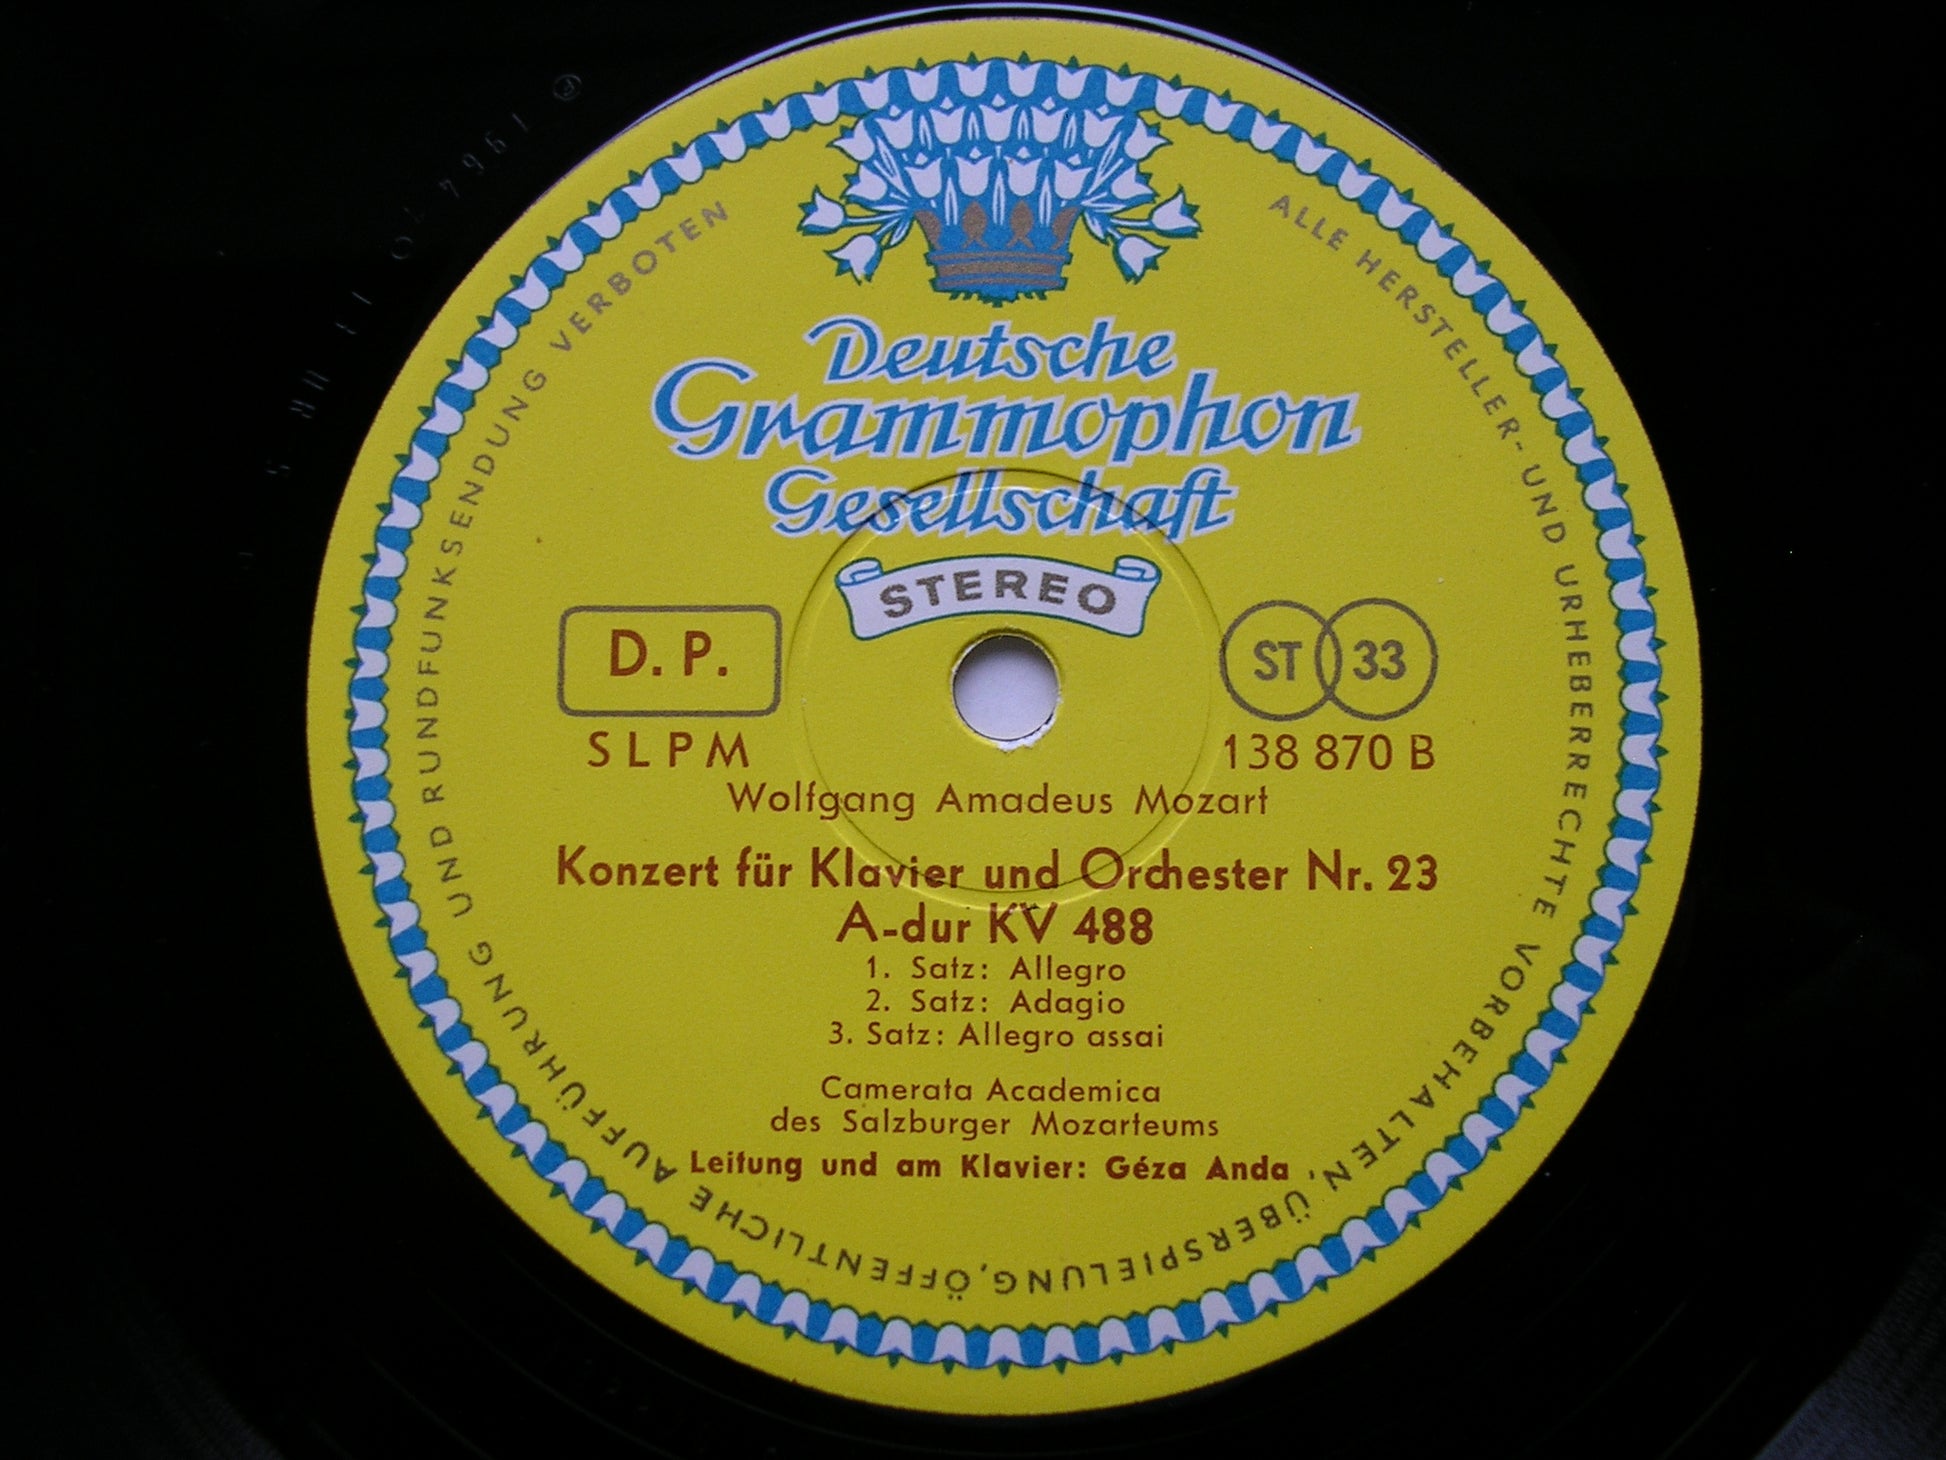 Deutsche
Grammophon
Gesellschaft
STEREO
D. P.
ST 33
SLPM
138 870 B
Wolfgang Amadeus Mozart
Konzert für Klavier und Orchester Nr. 23
A-dur KV 488
1. Satz: Allegro
2. Satz: Adagio
3. Satz: Allegro assai
Camerata Academica
des Salzburger Mozarteums
Leitung und am Klavier: Géza Anda
ALLE HERSTELLER- UND URHEBERRECHTE VORBEHALTEN, ÜBERSPIELUNG, ÖFFENTLICHE AUFFÜHRUNG UND RUNDFUNKSENDUNG VERBOTEN
℗ 1964